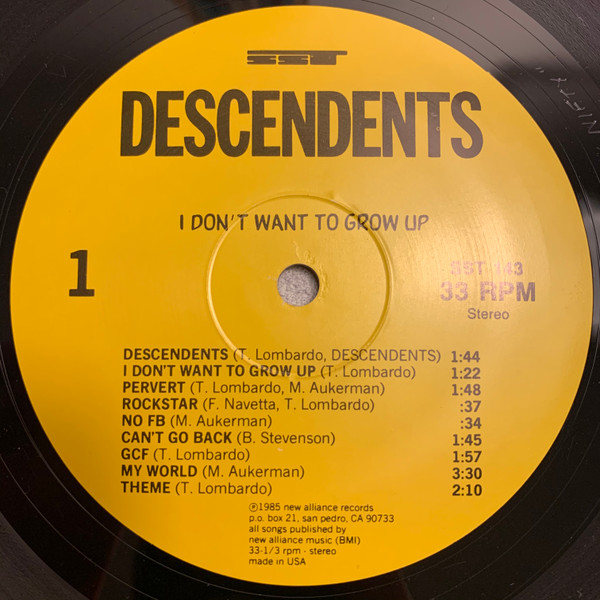 SST
DESCENDENTS
I DON'T WANT TO GROW UP
1
SST 143
33 RPM
Stereo
DESCENDENTS (T. Lombardo, DESCENDENTS) 1:44
I DON'T WANT TO GROW UP (T. Lombardo) 1:22
PERVERT (T. Lombardo, M. Aukerman) 1:48
ROCKSTAR (F. Navetta, T. Lombardo) :37
NO FB (M. Aukerman) :34
CAN'T GO BACK (B. Stevenson) 1:45
GCF (T. Lombardo) 1:57
MY WORLD (M. Aukerman) 3:30
THEME (T. Lombardo) 2:10
℗1985 new alliance records
p.o. box 21, san pedro, CA 90733
all songs published by
new alliance music (BMI)
33-1/3 rpm - stereo
made in USA